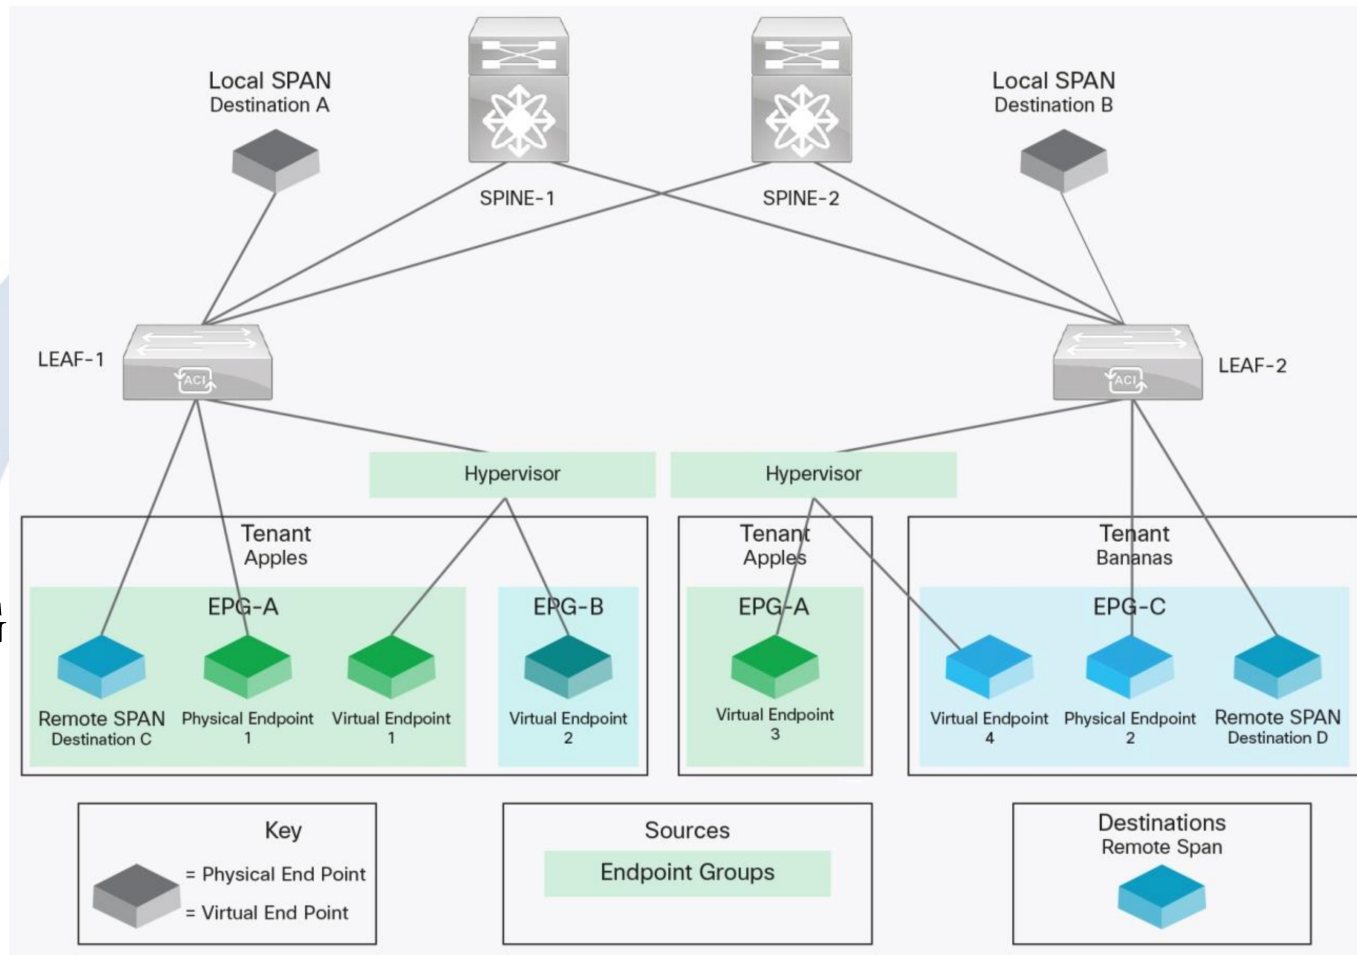 Local SPAN
Destination A
Local SPAN
Destination B
SPINE-1
SPINE-2
LEAF-1
ACI
ACI
LEAF-2
Hypervisor
Hypervisor
Tenant
Apples
Tenant
Apples
Tenant
Bananas
EPG-A
EPG-B
EPG-A
EPG-C
Remote SPAN
Destination C
Physical Endpoint
1
Virtual Endpoint
1
Virtual Endpoint
2
Virtual Endpoint
3
Virtual Endpoint
4
Physical Endpoint
2
Remote SPAN
Destination D
Key
= Physical End Point
= Virtual End Point
Sources
Endpoint Groups
Destinations
Remote Span